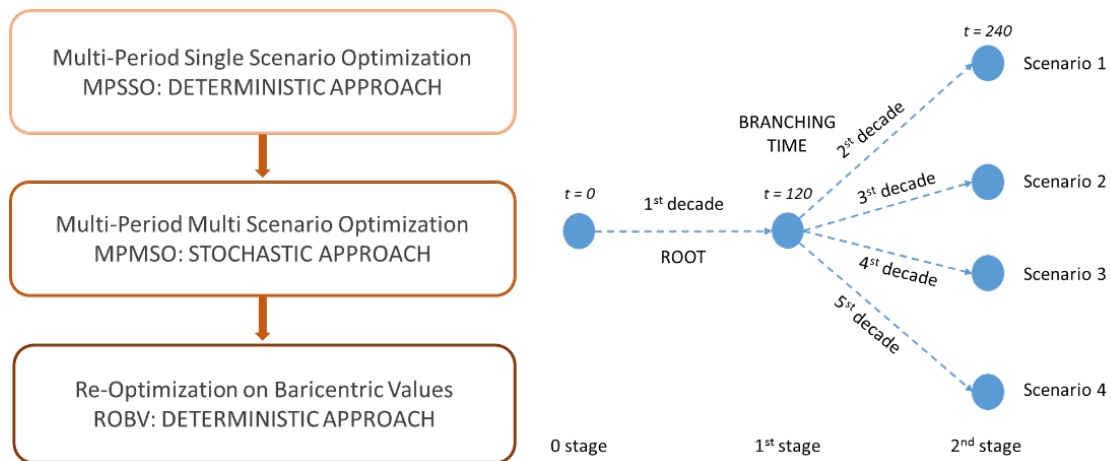 Multi-Period Single Scenario Optimization
MPSSO: DETERMINISTIC APPROACH
Multi-Period Multi Scenario Optimization
MPMSO: STOCHASTIC APPROACH
Re-Optimization on Baricentric Values
ROBV: DETERMINISTIC APPROACH
t = 240
Scenario 1
BRANCHING
TIME
2st decade
t = 0
1st decade
t = 120
3st decade
Scenario 2
ROOT
4st decade
Scenario 3
5st decade
Scenario 4
0 stage
1st stage
2nd stage